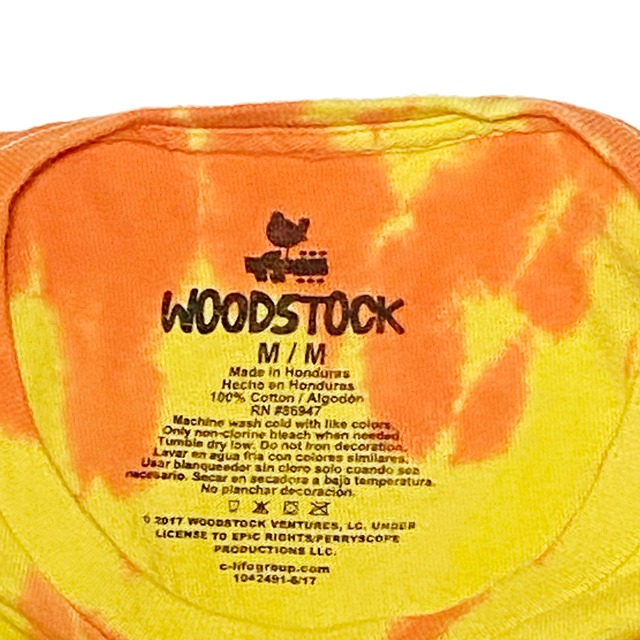 WOODSTOCK
M / M
Made in Honduras
Hecho en Honduras
100% Cotton / Algodón
RN #86947
Machine wash cold with like colors.
Only non-clorine bleach when needed.
Tumble dry low. Do not iron decoration.
Lavar en agua fria con colores similares.
Usar blanqueador sin cloro solo cuando sea
necesario. Secar en secadora a baja temperatura.
No planchar decoración.
© 2017 WOODSTOCK VENTURES, LC. UNDER
LICENSE TO EPIC RIGHTS/PERRYSCOPE
PRODUCTIONS LLC.
c-lifegroup.com
1042491-6/17